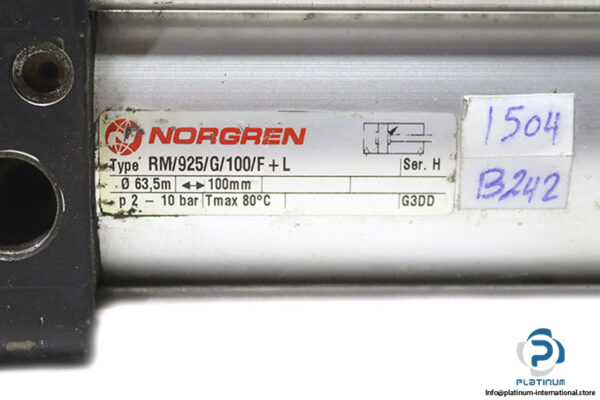 NORGREN
Type RM/925/G/100/F+L Ser. H
Ø 63,5m ◂▸ 100mm
p 2 - 10 bar Tmax 80°C G3DD
1504
B242
PLATINUM
Info@platinum-international.store